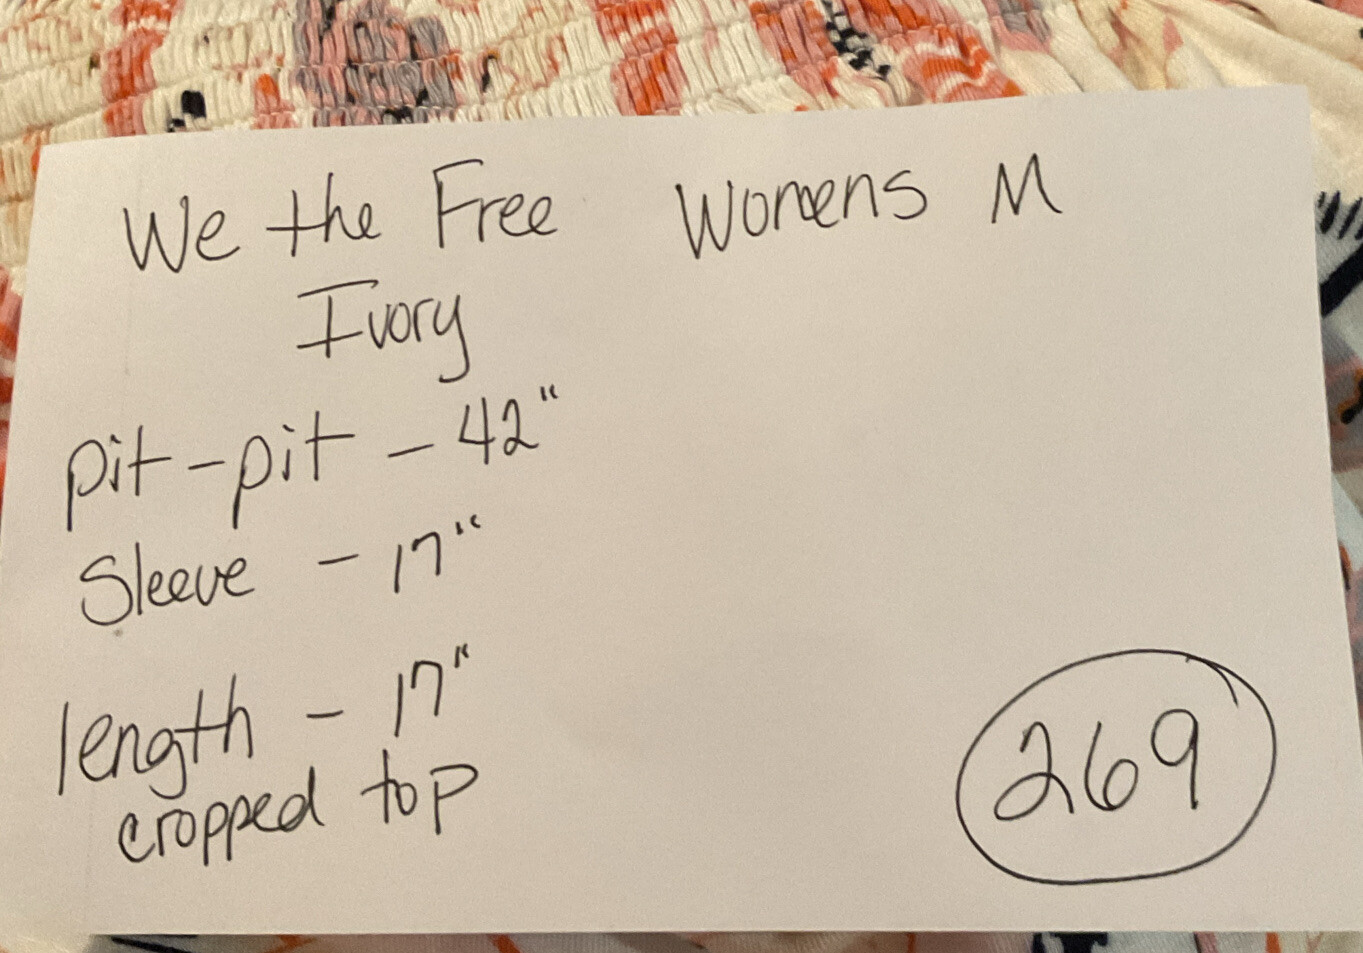 We the Free Womens M
Ivory
pit-pit - 42"
Sleeve - 17"
length - 17"
cropped top
269